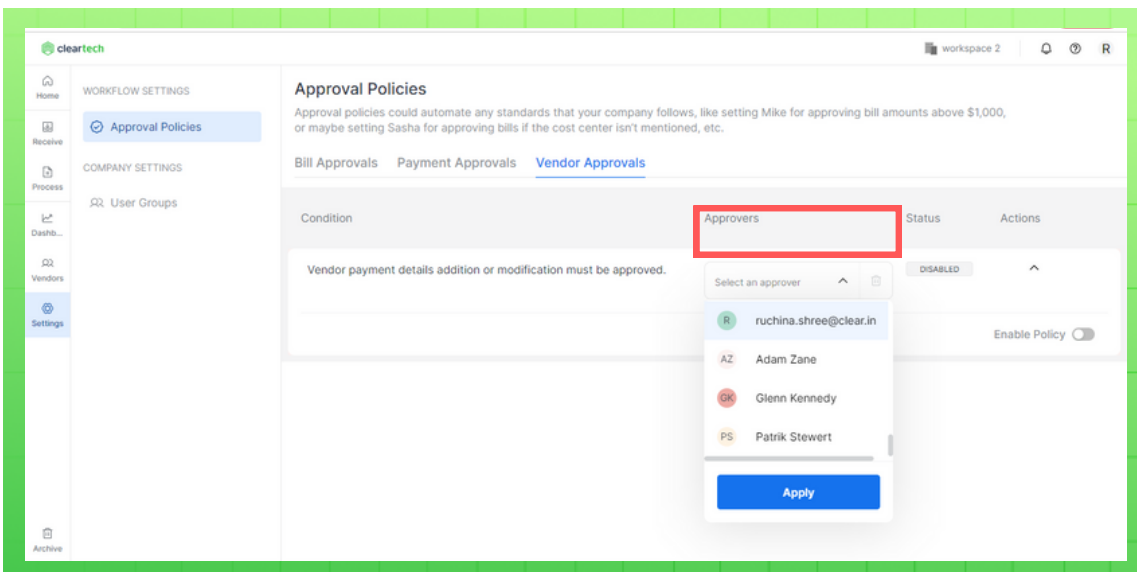 cleartech
workspace 2
R
Home
Receive
Process
Dashb...
Vendors
Settings
Archive
WORKFLOW SETTINGS
Approval Policies
COMPANY SETTINGS
User Groups
Approval Policies
Approval policies could automate any standards that your company follows, like setting Mike for approving bill amounts above $1,000,
or maybe setting Sasha for approving bills if the cost center isn't mentioned, etc.
Bill Approvals Payment Approvals Vendor Approvals
Condition Approvers Status Actions
Vendor payment details addition or modification must be approved.
Select an approver
DISABLED
R ruchina.shree@clear.in
AZ Adam Zane
GK Glenn Kennedy
PS Patrik Stewert
Apply
Enable Policy